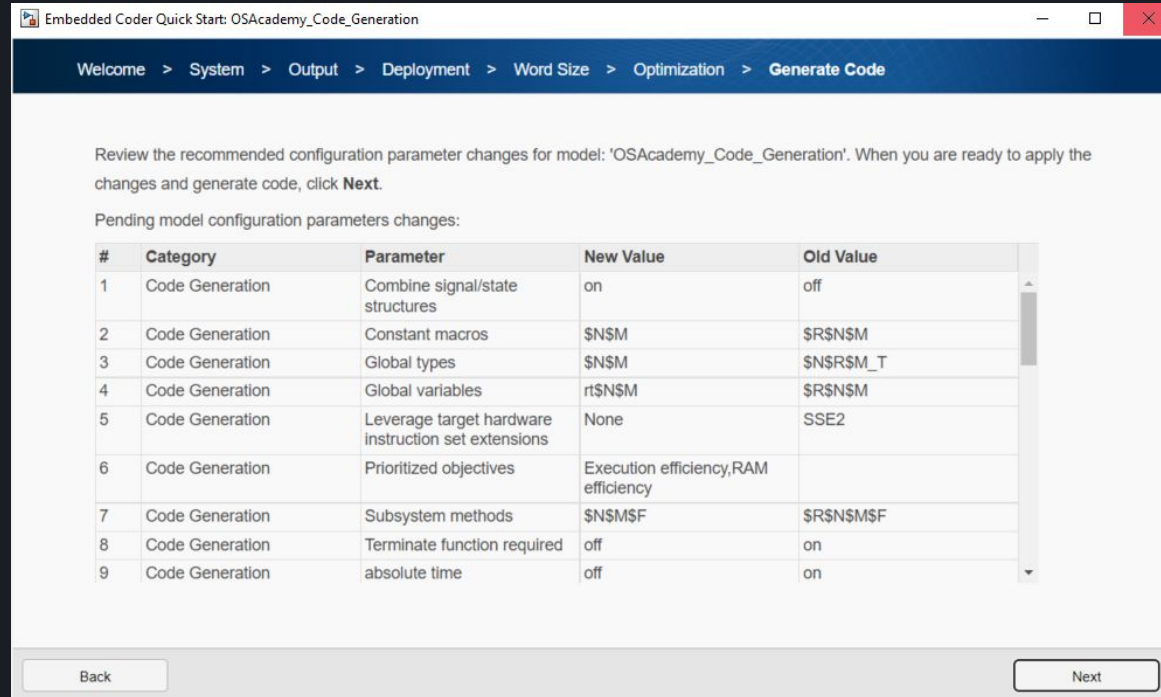 Embedded Coder Quick Start: OSAcademy_Code_Generation
Welcome > System > Output > Deployment > Word Size > Optimization > Generate Code
Review the recommended configuration parameter changes for model: 'OSAcademy_Code_Generation'. When you are ready to apply the
changes and generate code, click Next.
Pending model configuration parameters changes:
# Category Parameter New Value Old Value
1 Code Generation Combine signal/state on off
structures
2 Code Generation Constant macros $N$M $R$N$M
3 Code Generation Global types $N$M $N$R$M_T
4 Code Generation Global variables rt$N$M $R$N$M
5 Code Generation Leverage target hardware None SSE2
instruction set extensions
6 Code Generation Prioritized objectives Execution efficiency,RAM
efficiency
7 Code Generation Subsystem methods $N$M$F $R$N$M$F
8 Code Generation Terminate function required off on
9 Code Generation absolute time off on
Back Next